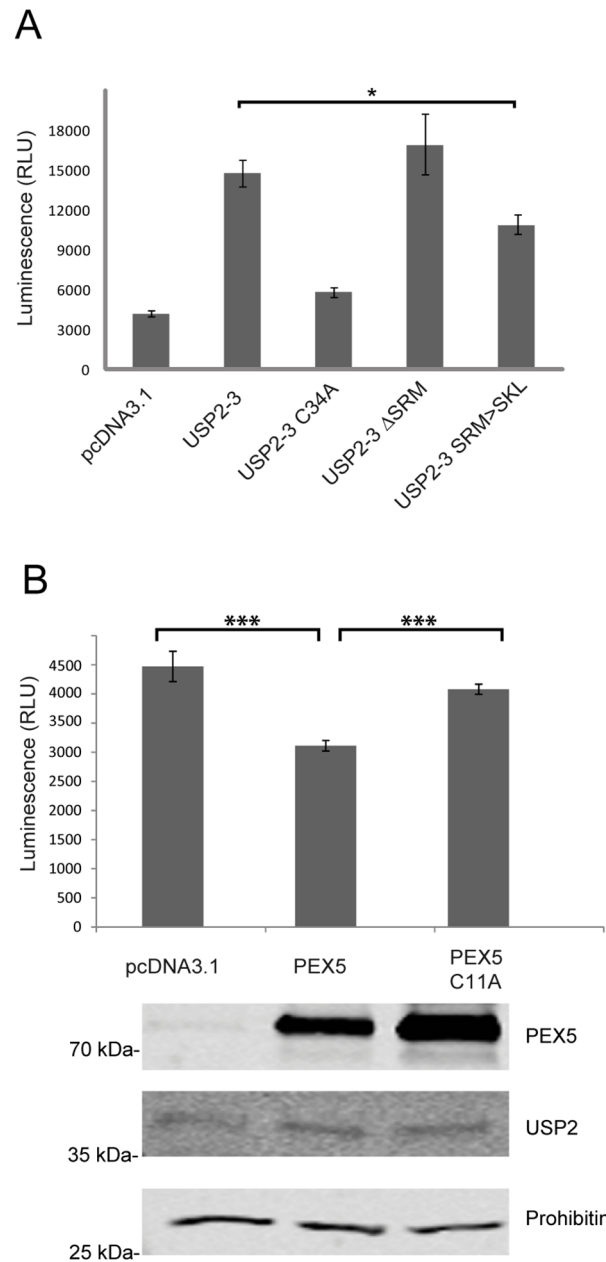 A
*
Luminescence (RLU)
18000
15000
12000
9000
6000
3000
0
pcDNA3.1
USP2-3
USP2-3 C34A
USP2-3 ΔSRM
USP2-3 SRM>SKL
B
*** ***
Luminescence (RLU)
4500
4000
3500
3000
2500
2000
1500
1000
500
0
pcDNA3.1 PEX5 PEX5
C11A
PEX5
70 kDa-
USP2
35 kDa-
Prohibitin
25 kDa-